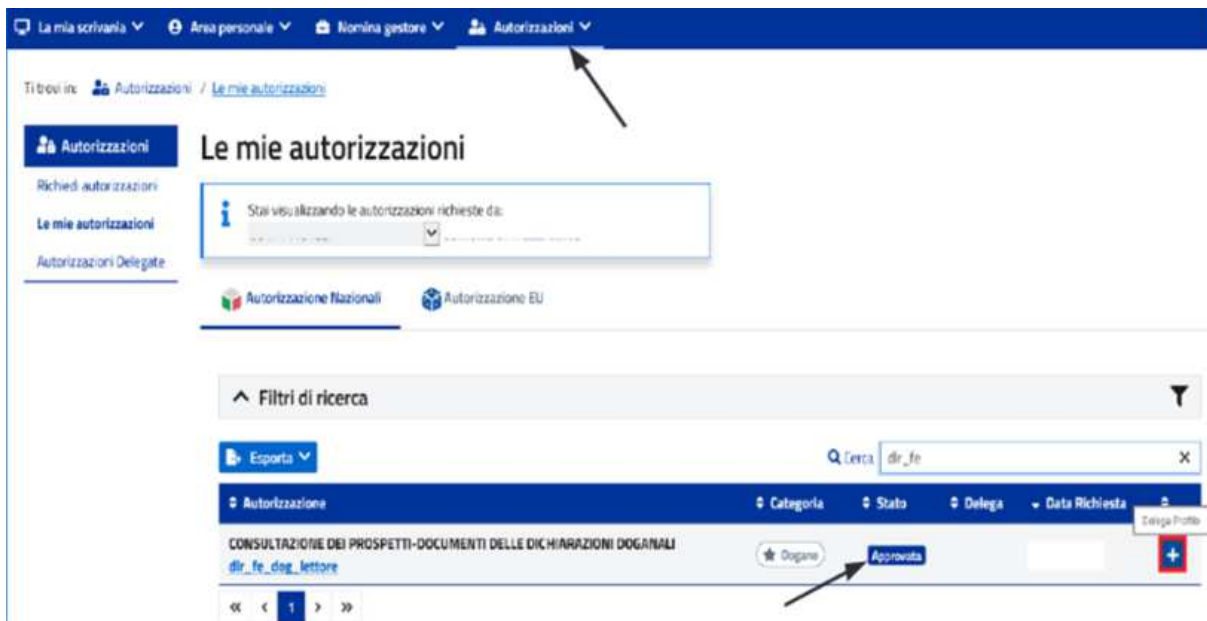 La mia scrivania Area personale Nomina gestore Autorizzazioni
Ti trovi in: Autorizzazioni / Le mie autorizzazioni
Autorizzazioni
Richiedi autorizzazioni
Le mie autorizzazioni
Autorizzazioni Delegate
Le mie autorizzazioni
Stai visualizzando le autorizzazioni richieste da:
Autorizzazione Nazionali Autorizzazione EU
Filtri di ricerca
Esporta Cerca dlr_fe
Autorizzazione Categoria Stato Delega Data Richiesta
Delega Profilo
CONSULTAZIONE DEI PROSPETTI-DOCUMENTI DELLE DICHIARAZIONI DOGANALI
dlr_fe_dog_lettore
Dogane Approvata
« < 1 > »